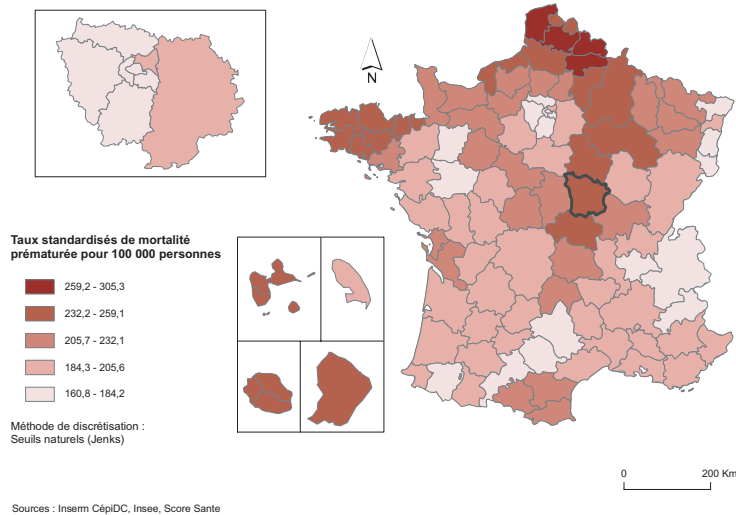 N
Taux standardisés de mortalité
prématurée pour 100 000 personnes
259,2 - 305,3
232,2 - 259,1
205,7 - 232,1
184,3 - 205,6
160,8 - 184,2
Méthode de discrétisation :
Seuils naturels (Jenks)
0 200 Km
Sources : Inserm CépiDC, Insee, Score Sante